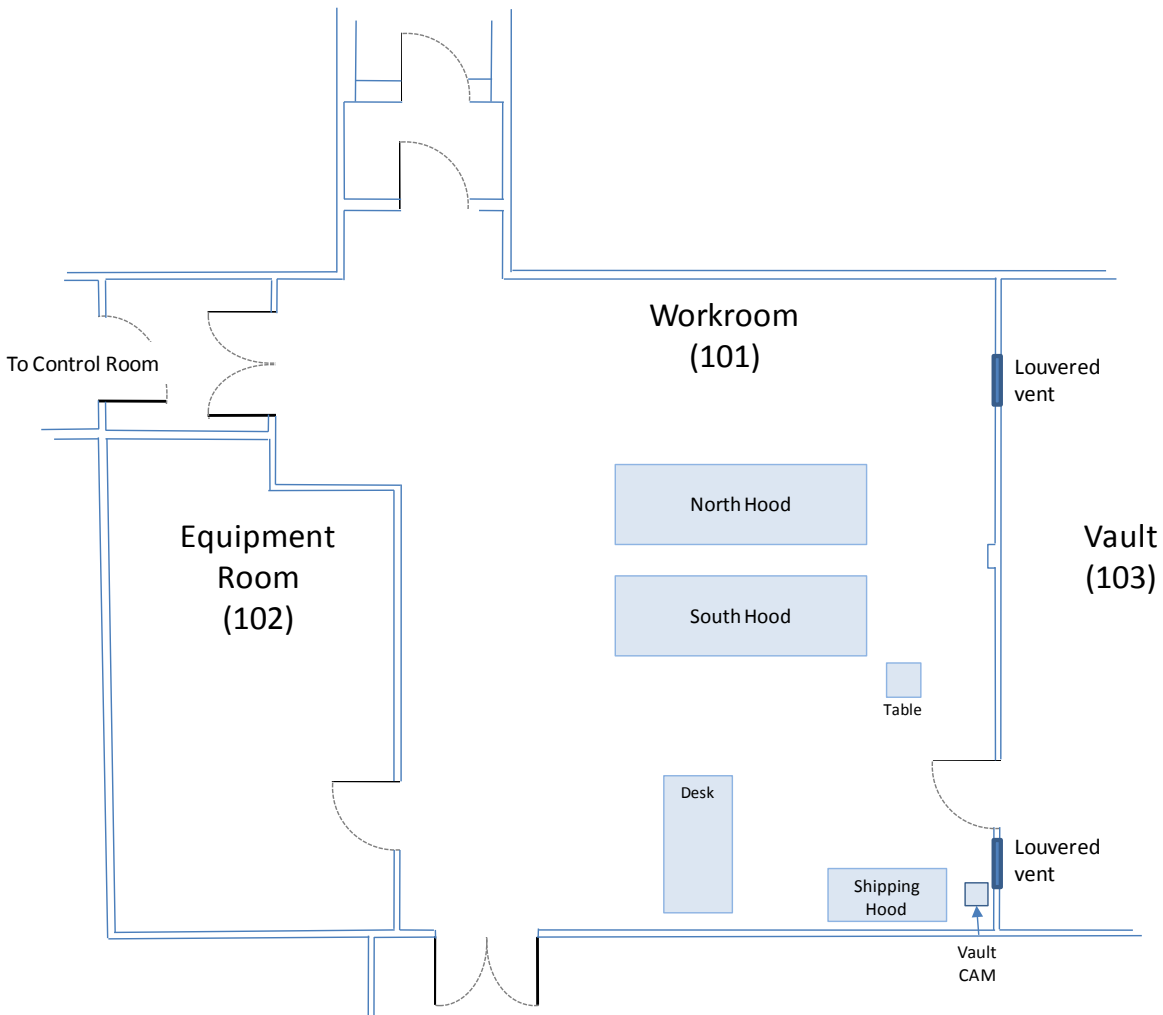 Workroom
(101)
To Control Room
Louvered
vent
North Hood
Equipment
Room
(102)
Vault
(103)
South Hood
Table
Desk
Louvered
vent
Shipping
Hood
Vault
CAM